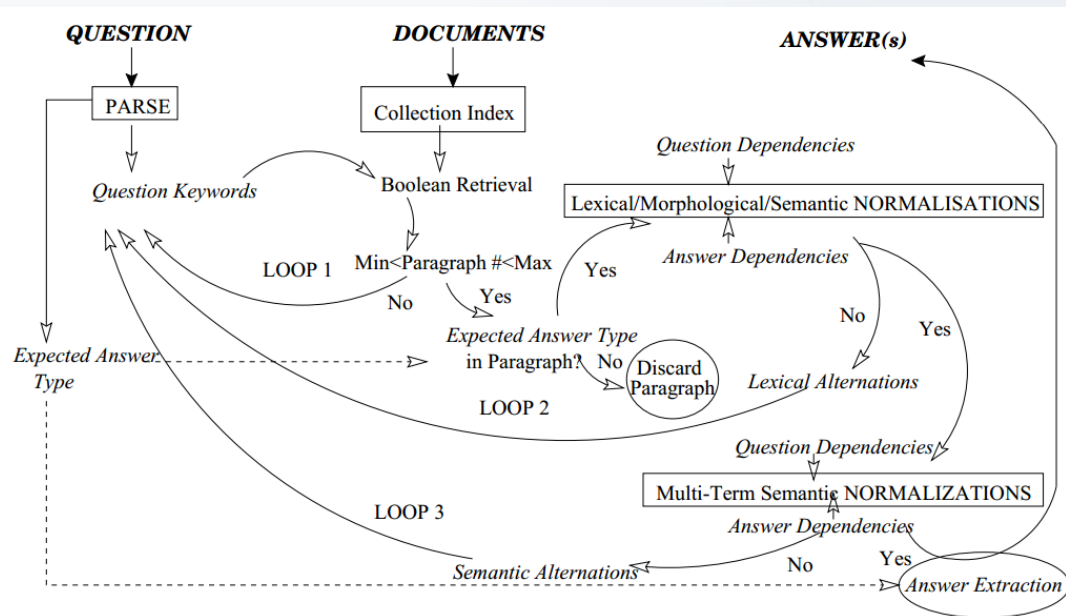 QUESTION
DOCUMENTS
ANSWER(s)
PARSE
Collection Index
Question Dependencies
Question Keywords
Boolean Retrieval
Lexical/Morphological/Semantic NORMALISATIONS
LOOP 1
Min<Paragraph #<Max
Yes
Answer Dependencies
No
Yes
No
Yes
Expected Answer
Type
Expected Answer Type
in Paragraph?
No
Discard
Paragraph
Lexical Alternations
LOOP 2
Question Dependencies
Multi-Term Semantic NORMALIZATIONS
LOOP 3
Answer Dependencies
No
Yes
Semantic Alternations
Answer Extraction